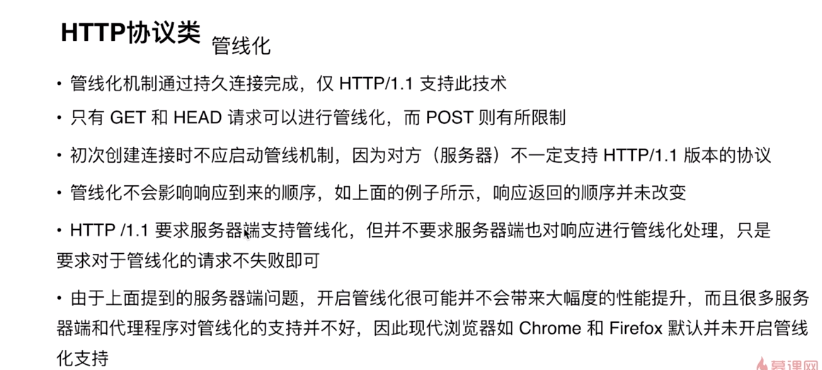 HTTP协议类 管线化
• 管线化机制通过持久连接完成，仅 HTTP/1.1 支持此技术
• 只有 GET 和 HEAD 请求可以进行管线化，而 POST 则有所限制
• 初次创建连接时不应启动管线机制，因为对方（服务器）不一定支持 HTTP/1.1 版本的协议
• 管线化不会影响响应到来的顺序，如上面的例子所示，响应返回的顺序并未改变
• HTTP /1.1 要求服务器端支持管线化，但并不要求服务器端也对响应进行管线化处理，只是
要求对于管线化的请求不失败即可
• 由于上面提到的服务器端问题，开启管线化很可能并不会带来大幅度的性能提升，而且很多服务
器端和代理程序对管线化的支持并不好，因此现代浏览器如 Chrome 和 Firefox 默认并未开启管线
化支持
慕课网